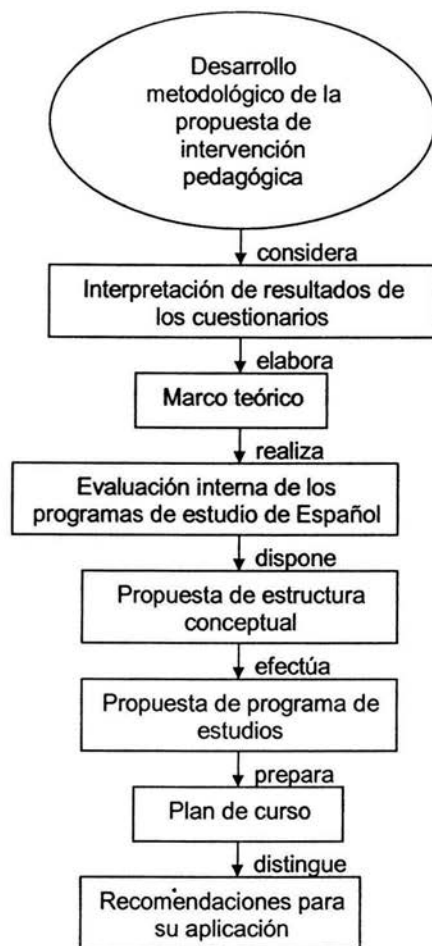 Desarrollo
metodológico de la
propuesta de
intervención
pedagógica
considera
Interpretación de resultados de
los cuestionarios
elabora
Marco teórico
realiza
Evaluación interna de los
programas de estudio de Español
dispone
Propuesta de estructura
conceptual
efectúa
Propuesta de programa de
estudios
prepara
Plan de curso
distingue
Recomendaciones para
su aplicación